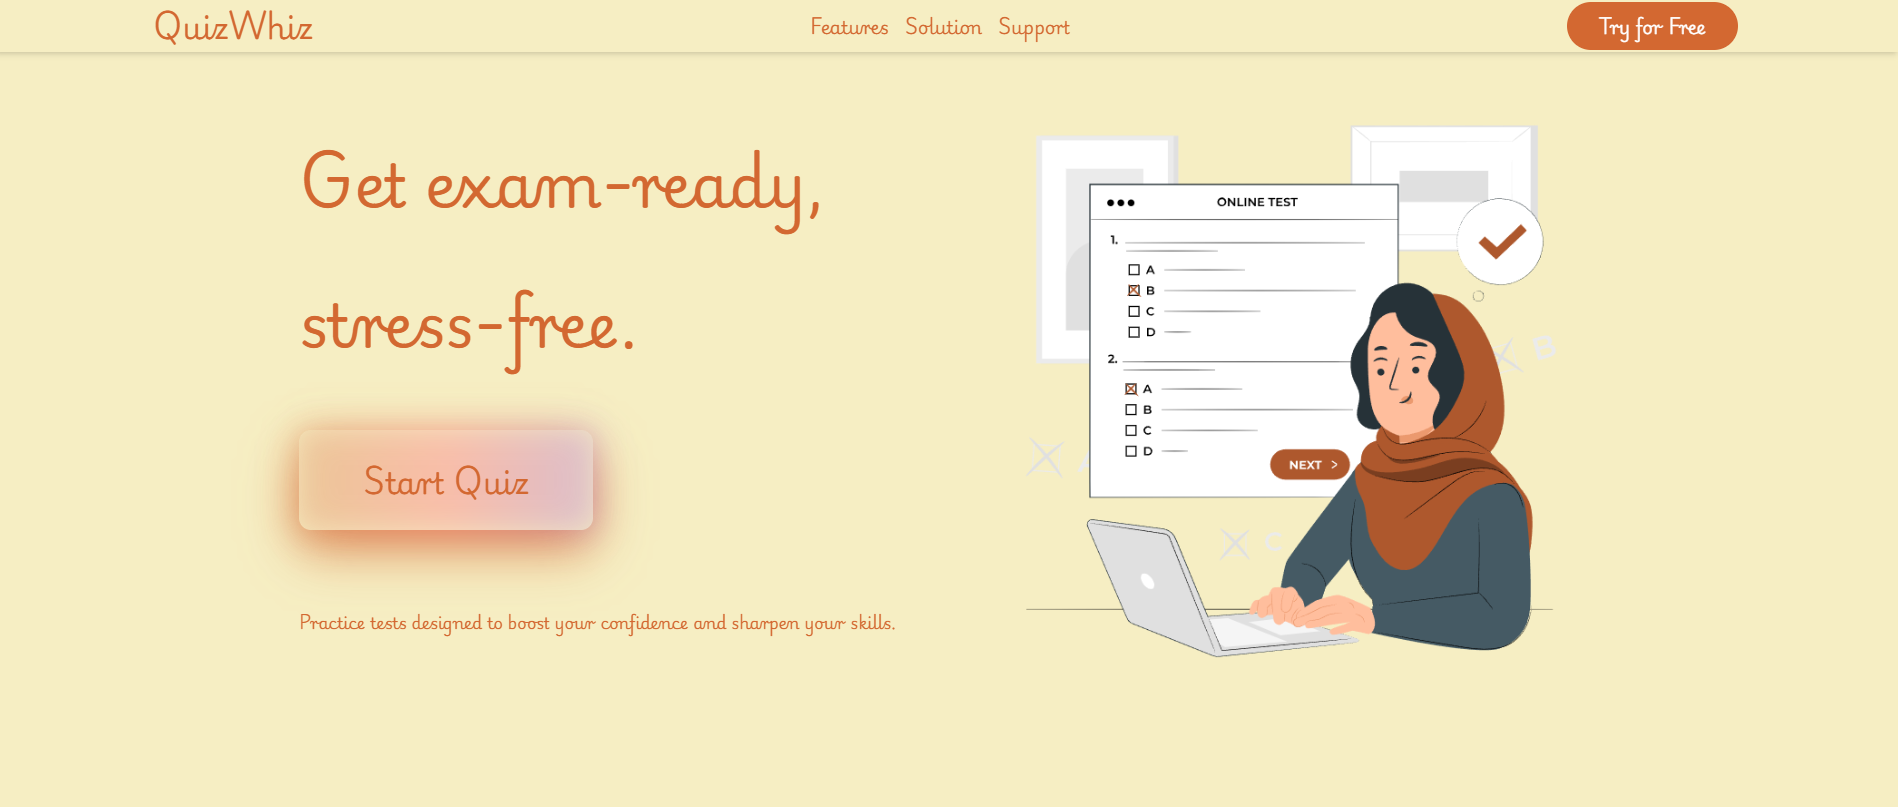 QuizWhiz
Features Solution Support
Try for Free
Get exam-ready,
stress-free.
Start Quiz
Practice tests designed to boost your confidence and sharpen your skills.
ONLINE TEST
1.
A
B
C
D
2.
A
B
C
D
NEXT >
B
A
C